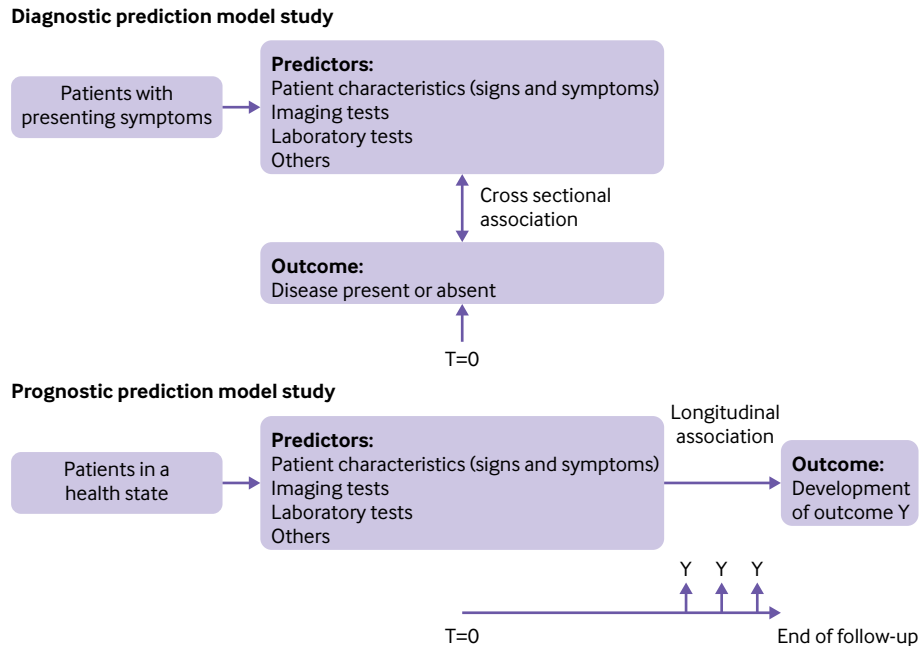 Diagnostic prediction model study
Patients with
presenting symptoms
Predictors:
Patient characteristics (signs and symptoms)
Imaging tests
Laboratory tests
Others
Cross sectional
association
Outcome:
Disease present or absent
T=0
Prognostic prediction model study
Patients in a
health state
Predictors:
Patient characteristics (signs and symptoms)
Imaging tests
Laboratory tests
Others
Longitudinal
association
Outcome:
Development
of outcome Y
Y Y Y
T=0
End of follow-up